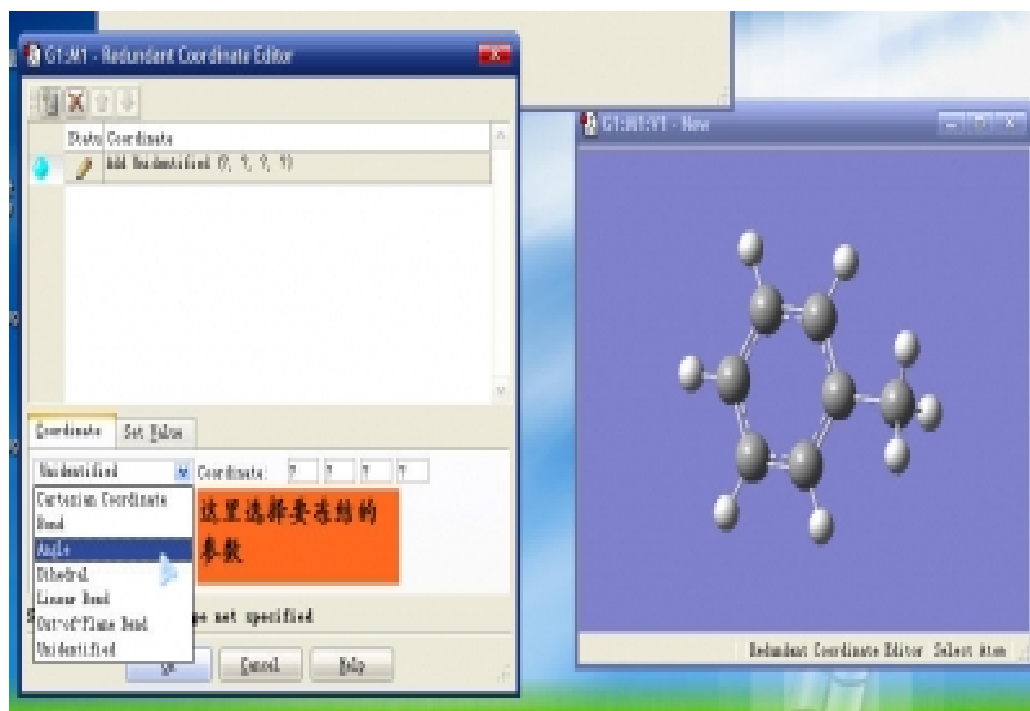 G1:M1 - Redundant Coordinate Editor
G1:M1:V1 - New
Status Coordinate
Add Unidentified (?, ?, ?, ?)
Coordinate Set Value
Unidentified Coordinate: ? ? ? ?
Cartesian Coordinate
Bond
Angle
Dihedral
Linear Bend
Out-of-Plane Bend
Unidentified
这里选择要冻结的
参数
not specified
Ok Cancel Help
Redundant Coordinate Editor Select Atom